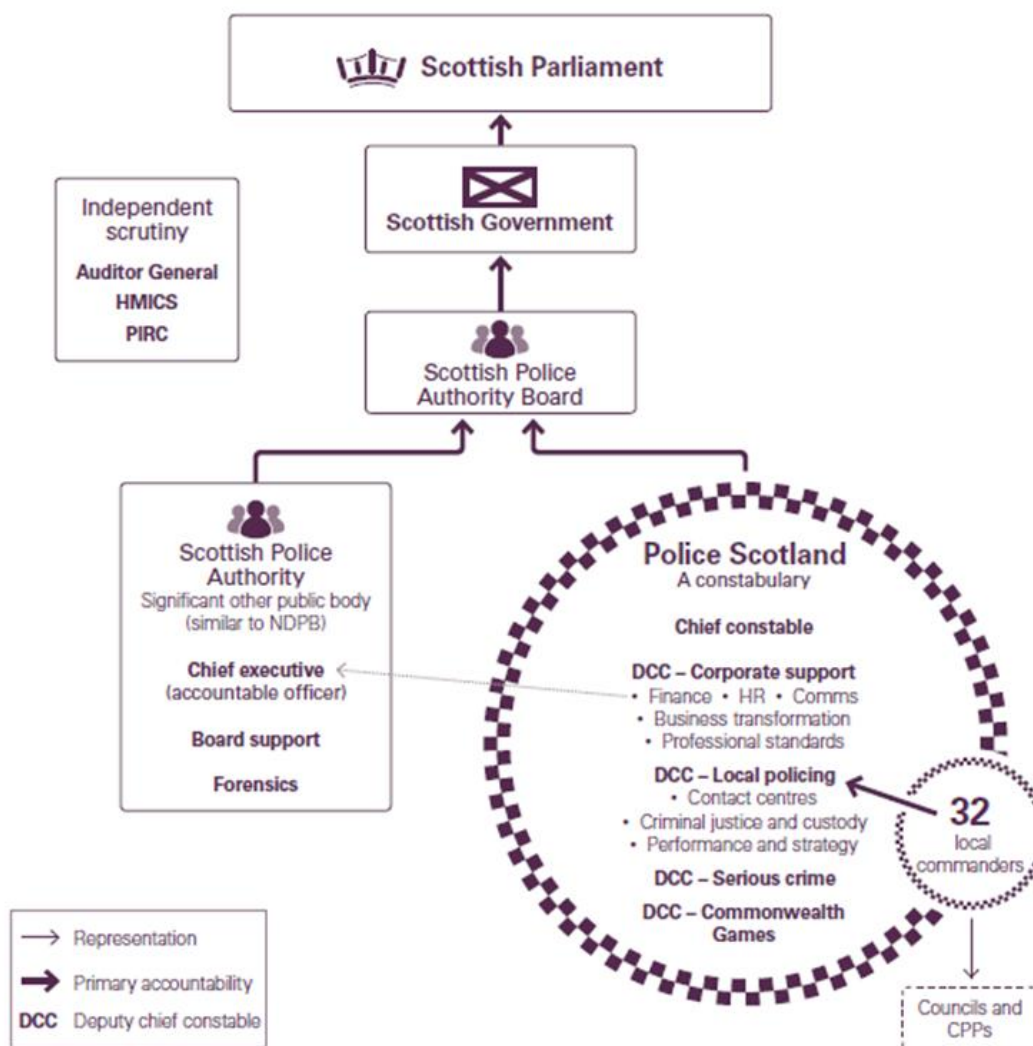 Scottish Parliament
Scottish Government
Independent
scrutiny
Auditor General
HMICS
PIRC
Scottish Police
Authority Board
Scottish Police
Authority
Significant other public body
(similar to NDPB)
Chief executive
(accountable officer)
Board support
Forensics
Police Scotland
A constabulary
Chief constable
DCC – Corporate support
• Finance • HR • Comms
• Business transformation
• Professional standards
DCC – Local policing
• Contact centres
• Criminal justice and custody
• Performance and strategy
DCC – Serious crime
DCC – Commonwealth
Games
32
local
commanders
Councils and
CPPs
Representation
Primary accountability
DCC Deputy chief constable